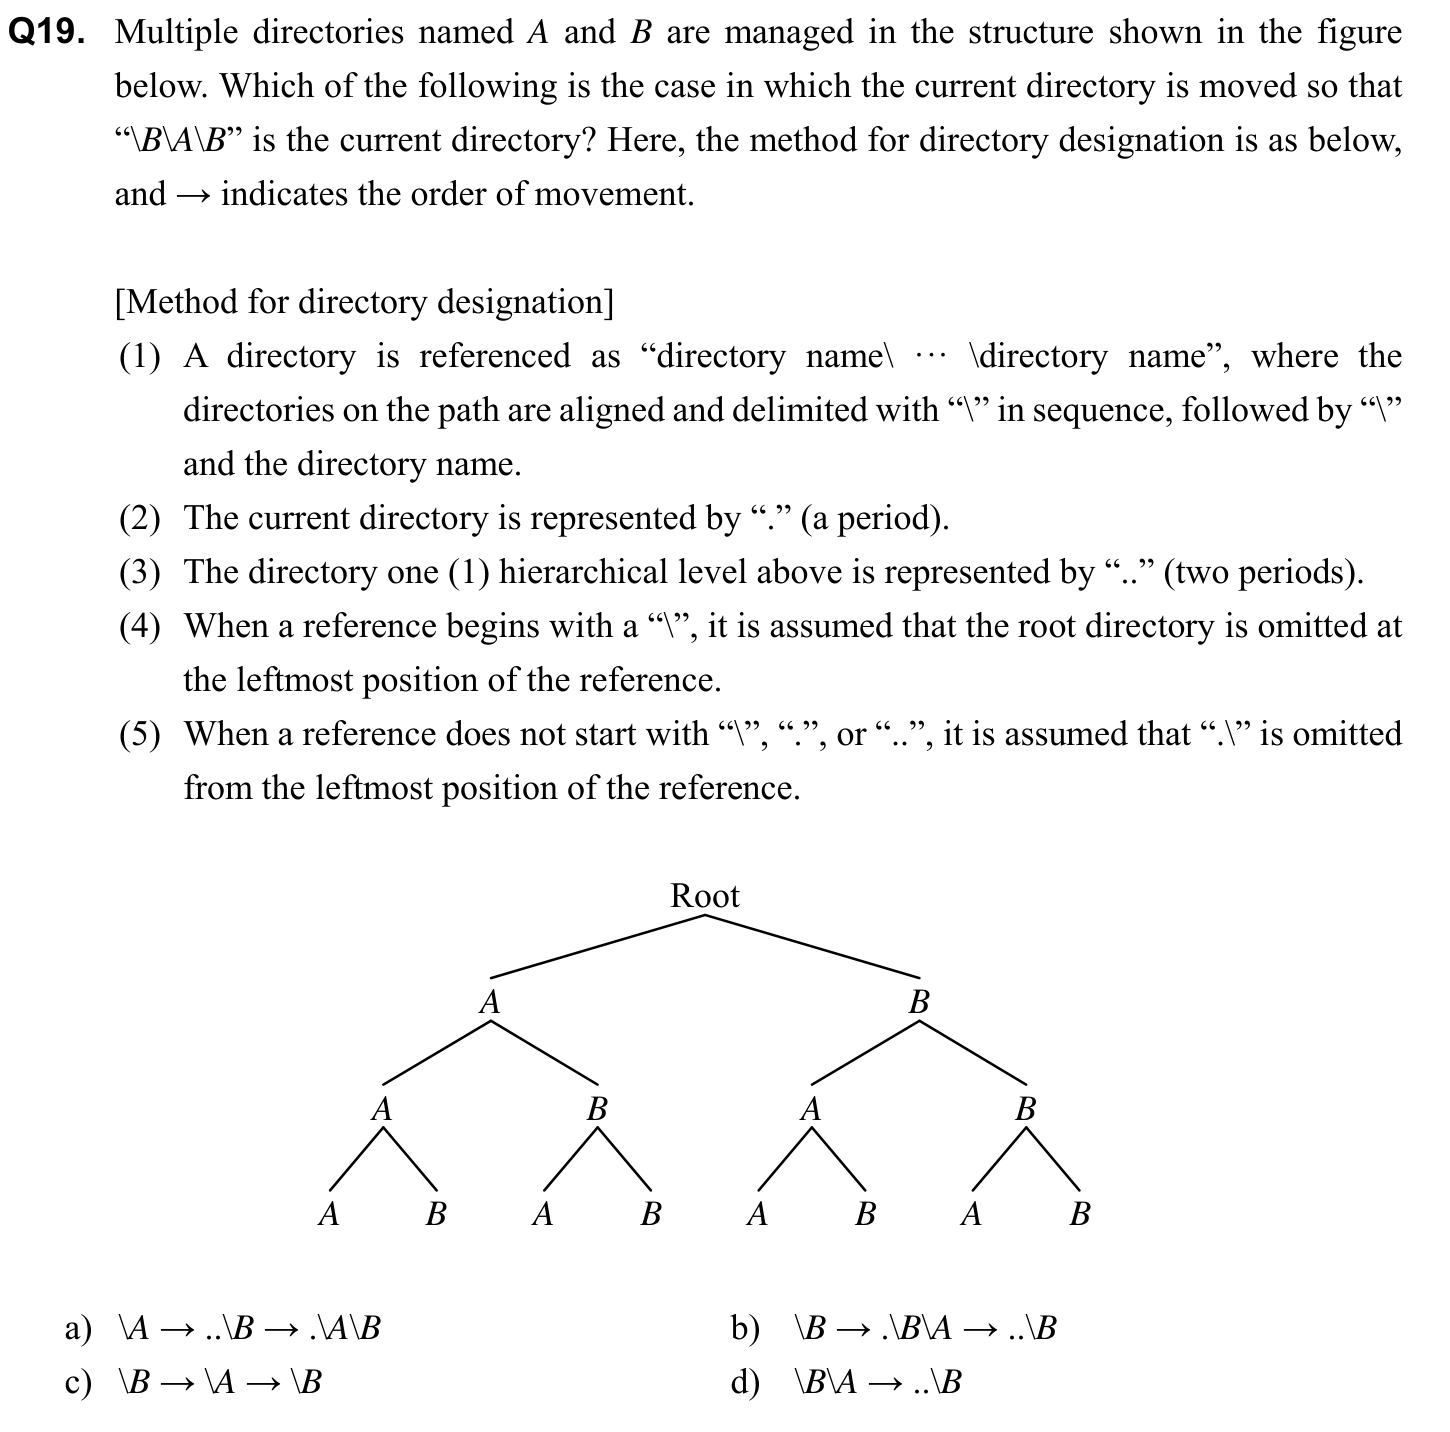 Q19. Multiple directories named A and B are managed in the structure shown in the figure
below. Which of the following is the case in which the current directory is moved so that
“\B\A\B” is the current directory? Here, the method for directory designation is as below,
and → indicates the order of movement.
[Method for directory designation]
(1) A directory is referenced as “directory name\ ··· \directory name”, where the
directories on the path are aligned and delimited with “\” in sequence, followed by “\”
and the directory name.
(2) The current directory is represented by “.” (a period).
(3) The directory one (1) hierarchical level above is represented by “..” (two periods).
(4) When a reference begins with a “\”, it is assumed that the root directory is omitted at
the leftmost position of the reference.
(5) When a reference does not start with “\”, “.”, or “..”, it is assumed that “.\” is omitted
from the leftmost position of the reference.
Root
A B
A B A B
A B A B A B A B
a) \A → ..\B → .\A\B b) \B → .\B\A → ..\B
c) \B → \A → \B d) \B\A → ..\B